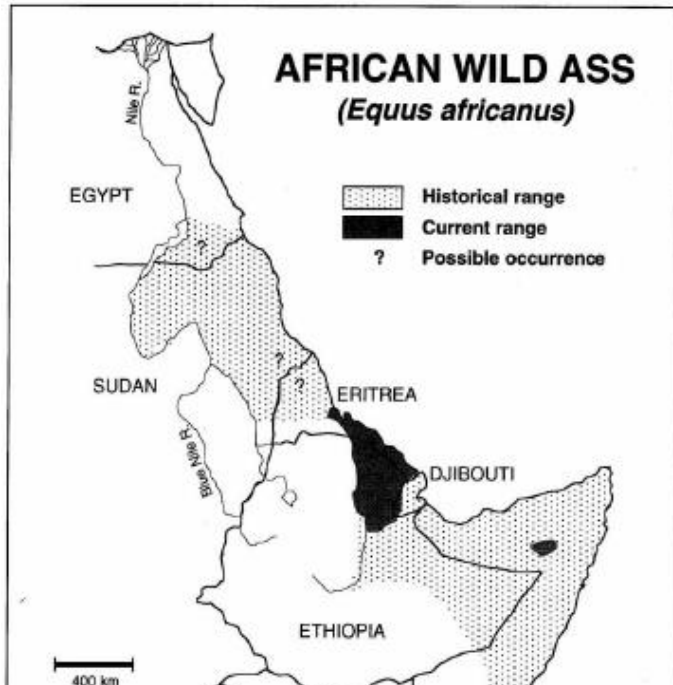 AFRICAN WILD ASS
(Equus africanus)
Nile R.
EGYPT
Historical range
Current range
? Possible occurrence
?
?
?
SUDAN
ERITREA
Blue Nile R.
DJIBOUTI
ETHIOPIA
400 km